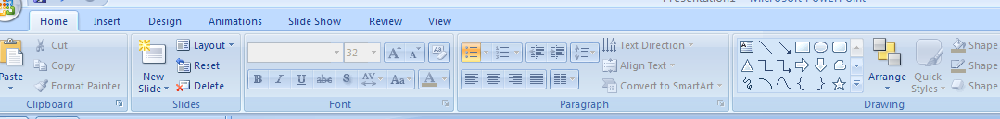 Presentation1 - Microsoft PowerPoint
Home Insert Design Animations Slide Show Review View
Cut Layout 32 A A Text Direction Shape
Paste Copy New Slide Reset Align Text Arrange Quick Styles Shape
Format Painter Delete B I U abc S AV Aa A Convert to SmartArt Shape
Clipboard Slides Font Paragraph Drawing